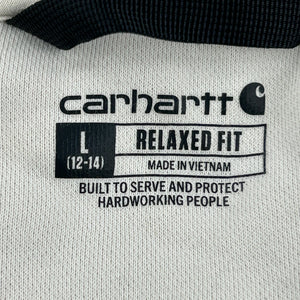 carhartt
L
(12-14)
RELAXED FIT
MADE IN VIETNAM
BUILT TO SERVE AND PROTECT
HARDWORKING PEOPLE